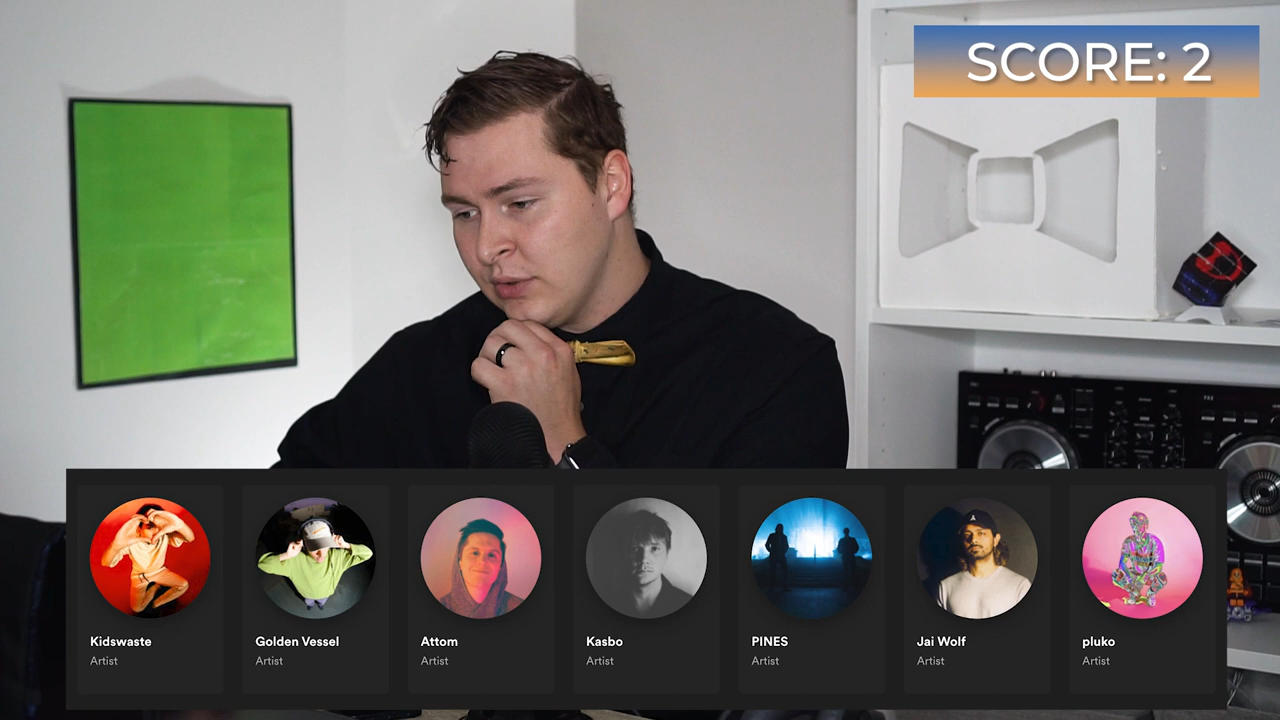 SCORE: 2
Kidswaste
Artist
Golden Vessel
Artist
Attom
Artist
Kasbo
Artist
PINES
Artist
Jai Wolf
Artist
pluko
Artist